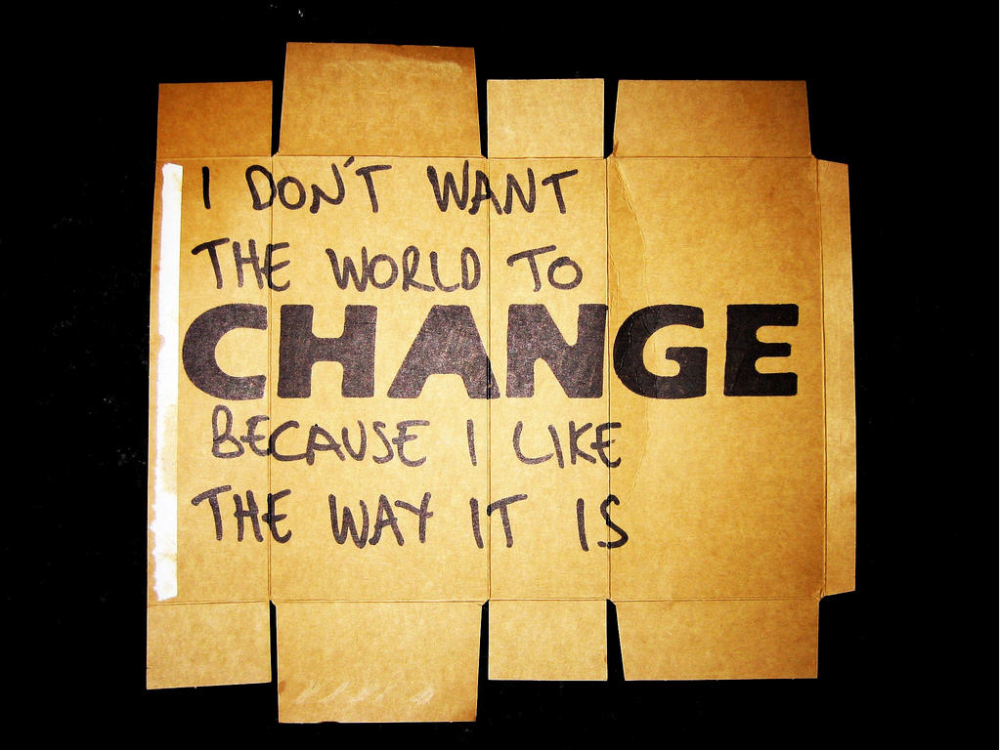 I DON'T WANT
THE WORLD TO
CHANGE
BECAUSE I LIKE
THE WAY IT IS